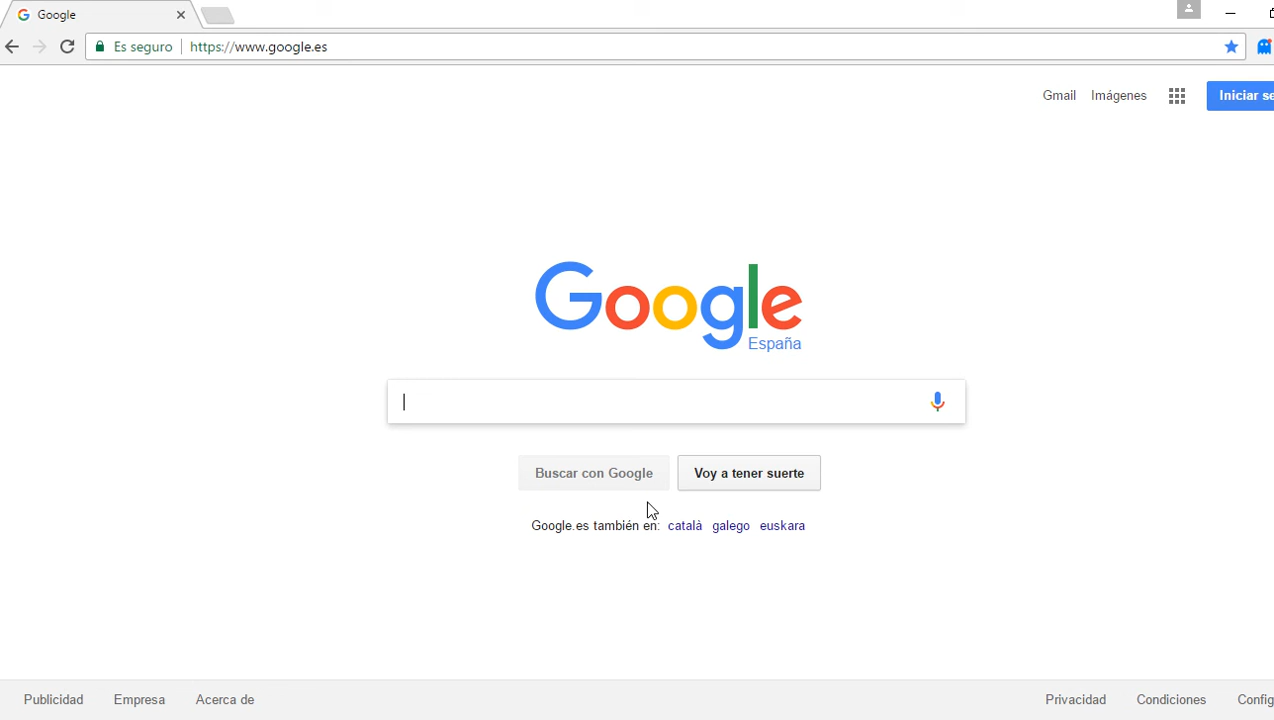 Google
Es seguro https://www.google.es
Gmail Imágenes Iniciar se
Google
España
Buscar con Google Voy a tener suerte
Google.es también en: català galego euskara
Publicidad Empresa Acerca de Privacidad Condiciones Config